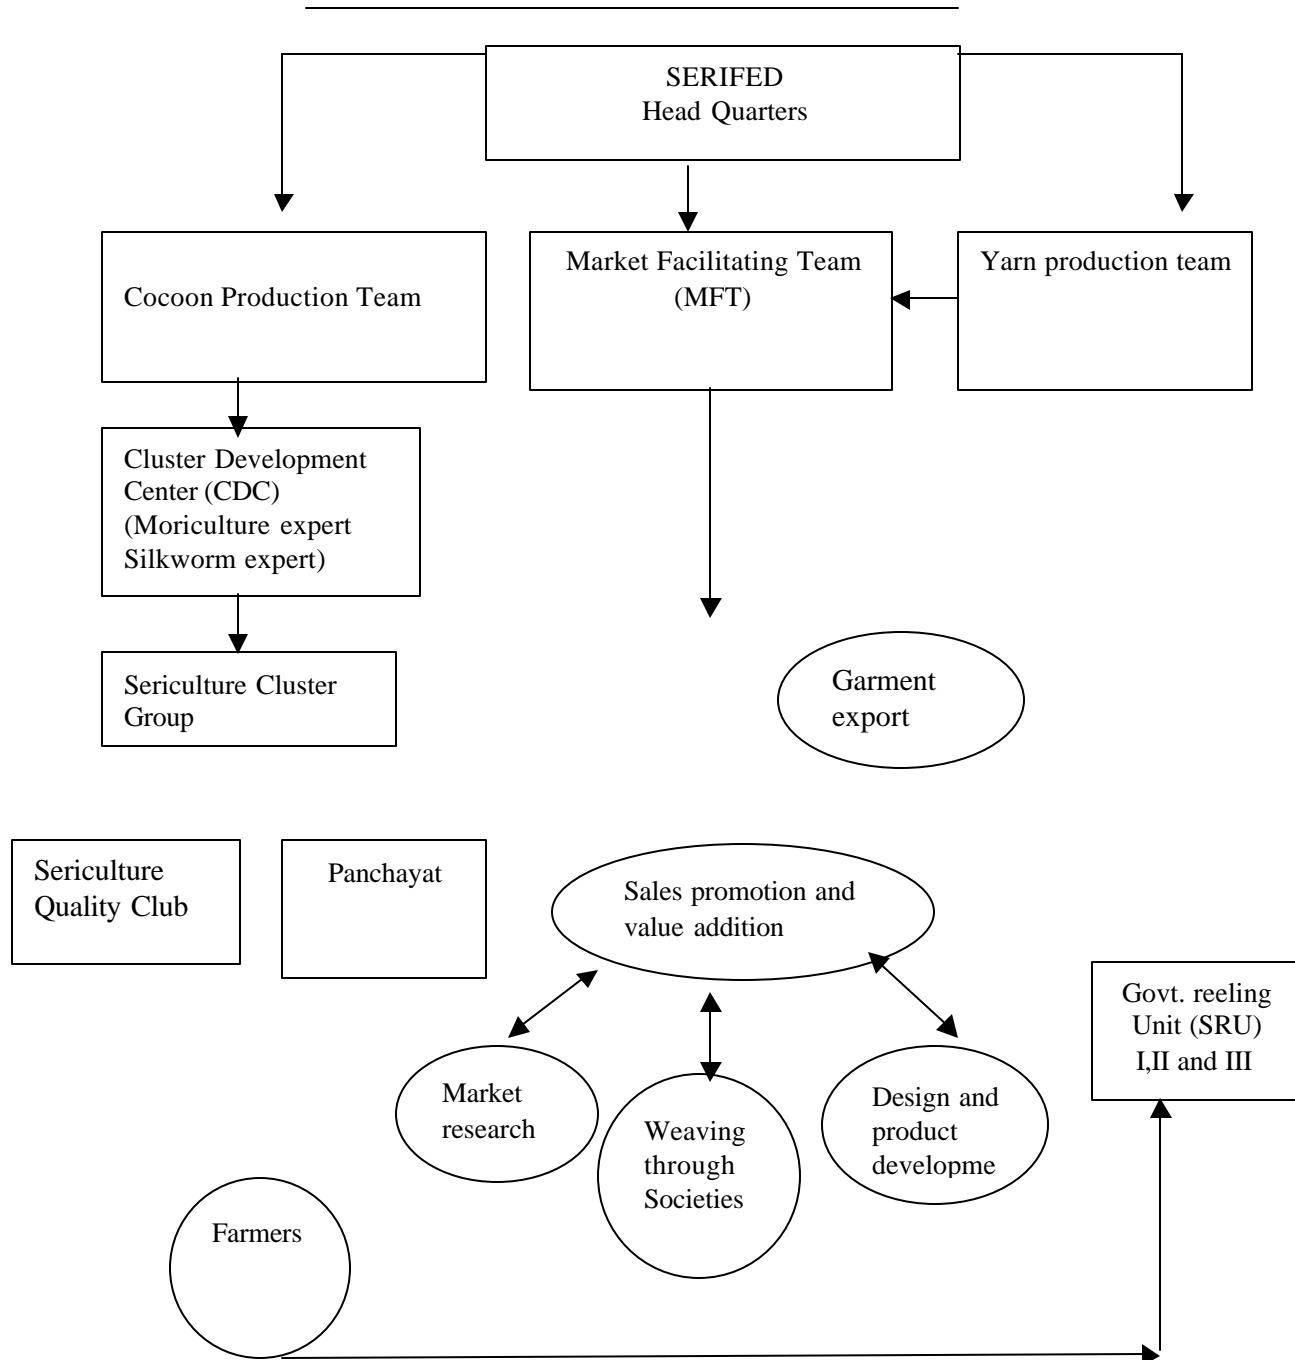 SERIFED
Head Quarters
Cocoon Production Team
Market Facilitating Team
(MFT)
Yarn production team
Cluster Development
Center (CDC)
(Moriculture expert
Silkworm expert)
Sericulture Cluster
Group
Garment
export
Sericulture
Quality Club
Panchayat
Sales promotion and
value addition
Govt. reeling
Unit (SRU)
I,II and III
Market
research
Weaving
through
Societies
Design and
product
developme
Farmers